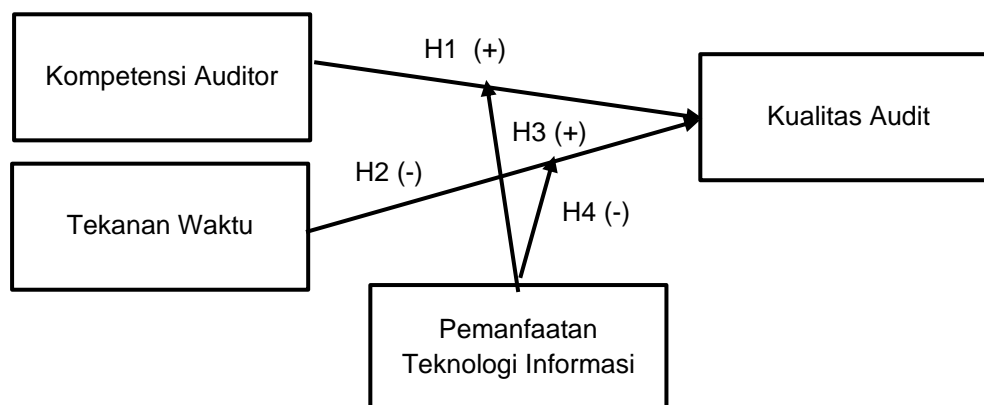 H1 (+)
Kompetensi Auditor
Kualitas Audit
H3 (+)
H2 (-)
Tekanan Waktu
H4 (-)
Pemanfaatan
Teknologi Informasi